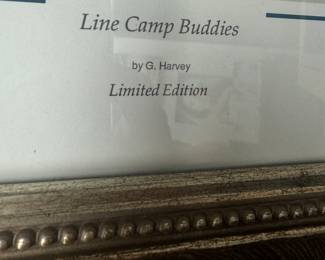 Line Camp Buddies
by G. Harvey
Limited Edition